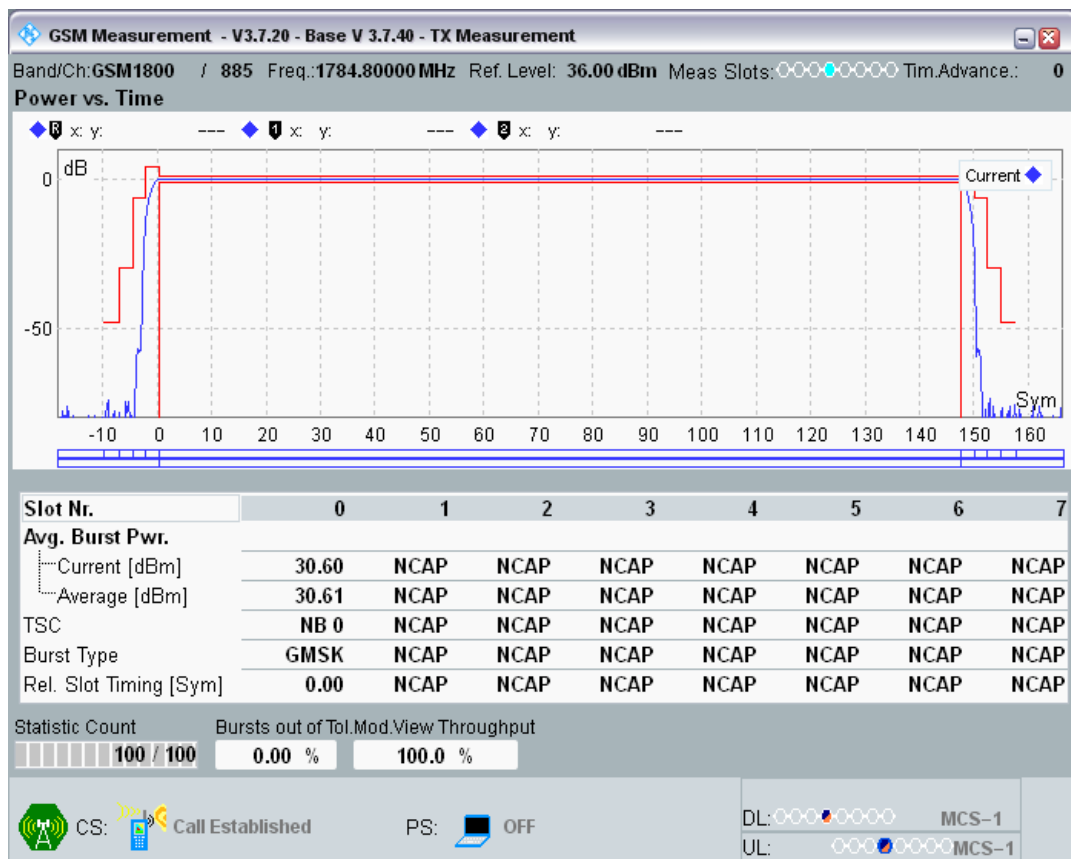 GSM Measurement - V3.7.20 - Base V 3.7.40 - TX Measurement
Band/Ch:GSM1800 / 885 Freq.:1784.80000 MHz Ref. Level: 36.00 dBm Meas Slots: Tim.Advance.: 0
Power vs. Time
R x: y: --- 1 x: y: --- 2 x: y: ---
dB
Current
0
-50
Sym
-10 0 10 20 30 40 50 60 70 80 90 100 110 120 130 140 150 160
Slot Nr. 0 1 2 3 4 5 6 7
Avg. Burst Pwr.
Current [dBm] 30.60 NCAP NCAP NCAP NCAP NCAP NCAP NCAP
Average [dBm] 30.61 NCAP NCAP NCAP NCAP NCAP NCAP NCAP
TSC NB 0 NCAP NCAP NCAP NCAP NCAP NCAP NCAP
Burst Type GMSK NCAP NCAP NCAP NCAP NCAP NCAP NCAP
Rel. Slot Timing [Sym] 0.00 NCAP NCAP NCAP NCAP NCAP NCAP NCAP
Statistic Count Bursts out of Tol. Mod.View Throughput
100 / 100 0.00 % 100.0 %
CS: Call Established PS: OFF
DL: MCS-1
UL: MCS-1